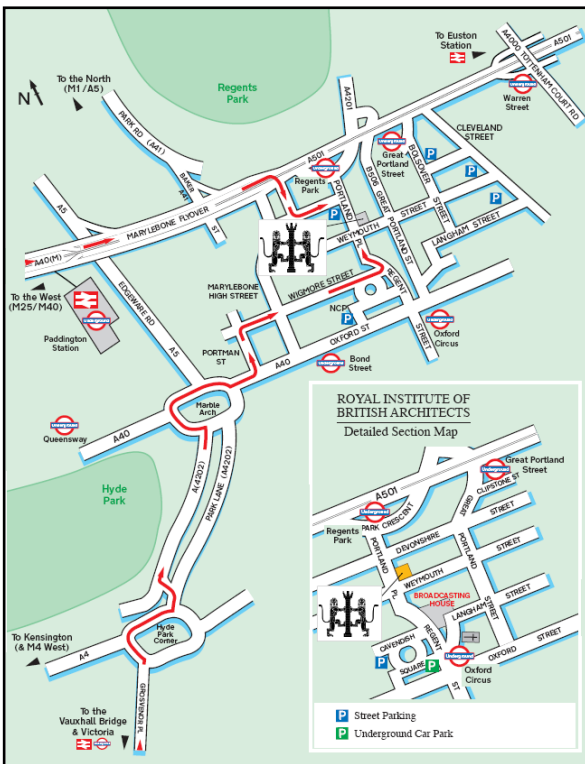 To Euston
Station
A4000 TOTTENHAM COURT RD
A501
To the North
(M1/A5)
N
Regents
Park
A4201
Warren
Street
PARK RD (A41)
CLEVELAND
STREET
BAKER
A41
ST
A501
Great
Portland
Street
BOLSOVER
P
P
P
Regents
Park
P
PORTLAND
PL
B506 GREAT
PORTLAND ST
WEYMOUTH
STREET
LANGHAM STREET
A5
MARYLEBONE FLYOVER
A40(M)
To the West
(M25/M40)
EDGEWARE RD
A5
Paddington
Station
MARYLEBONE
HIGH STREET
WIGMORE STREET
REGENT
STREET
NCP
P
PORTMAN
ST
A40
OXFORD ST
Oxford
Circus
Bond
Street
Marble
Arch
Queensway
A40
A(4202)
PARK LANE (A4202)
Hyde
Park
Hyde
Park
Corner
To Kensington
(& M4 West)
A4
GROSVENOR PL
To the
Vauxhall Bridge
& Victoria
ROYAL INSTITUTE OF
BRITISH ARCHITECTS
Detailed Section Map
Great Portland
Street
A501
CLIPSTONE ST
PARK CRESCENT
Regents
Park
GREAT
PORTLAND
STREET
DEVONSHIRE
STREET
PORTLAND
PL
WEYMOUTH
STREET
BROADCASTING
HOUSE
LANGHAM
REGENT
ST
CAVENDISH
SQUARE
P
P
OXFORD
STREET
Oxford
Circus
P Street Parking
P Underground Car Park